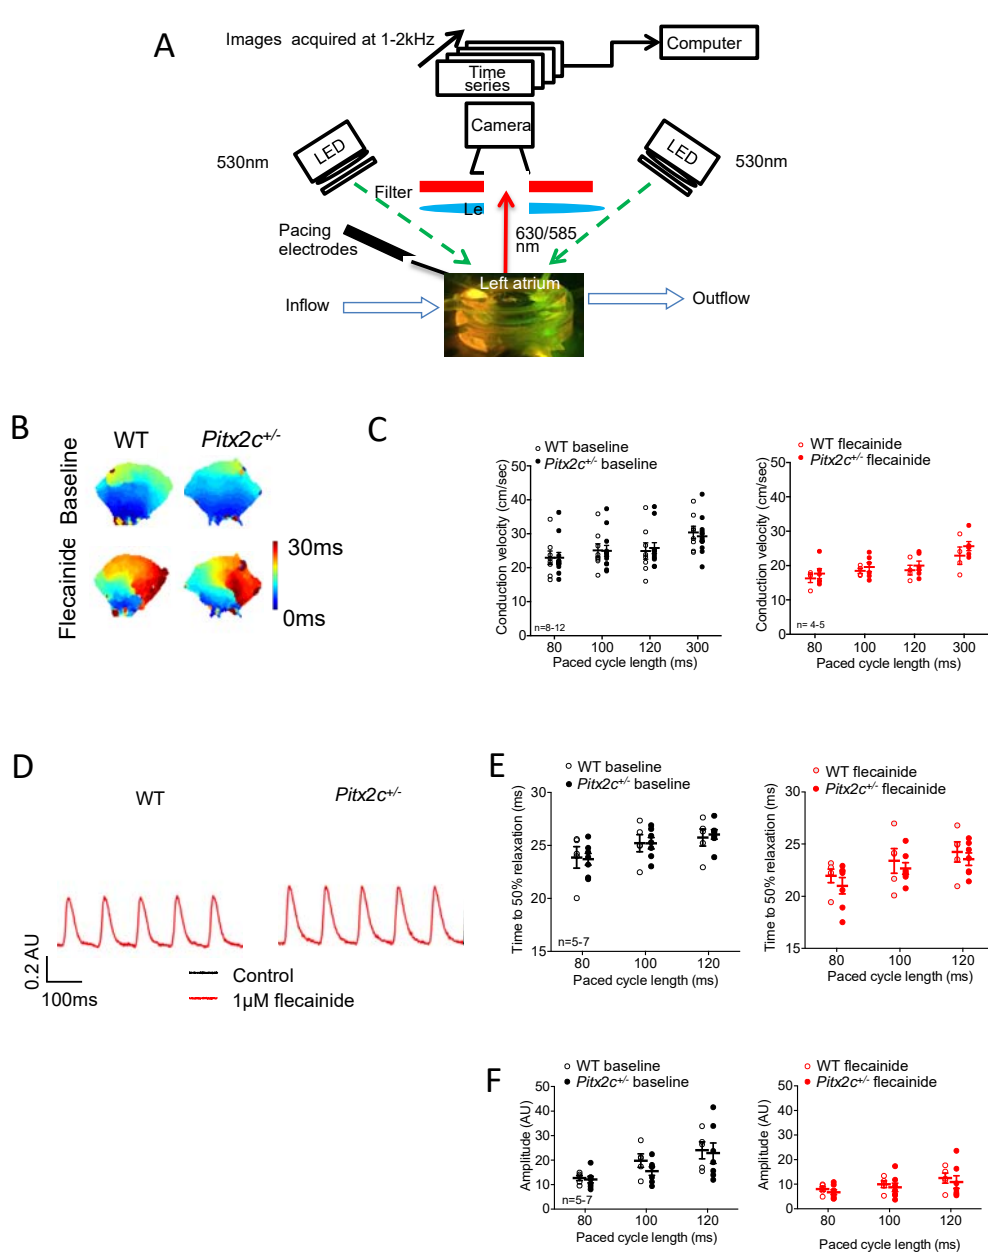 A
Images acquired at 1-2kHz
Time
series
Computer
Camera
LED
LED
530nm
530nm
Filter
Le
Pacing
electrodes
630/585
nm
Left atrium
Inflow
Outflow
B
WT
Pitx2c+/-
Baseline
Flecainide
30ms
0ms
C
WT baseline
Pitx2c+/- baseline
Conduction velocity (cm/sec)
50
40
30
20
10
0
n=8-12
80
100
120
300
Paced cycle length (ms)
WT flecainide
Pitx2c+/- flecainide
Conduction velocity (cm/sec)
50
40
30
20
10
0
n= 4-5
80
100
120
300
Paced cycle length (ms)
D
WT
Pitx2c+/-
0.2 AU
100ms
Control
1µM flecainide
E
WT baseline
Pitx2c+/- baseline
Time to 50% relaxation (ms)
30
25
20
15
n=5-7
80
100
120
Paced cycle length (ms)
WT flecainide
Pitx2c+/- flecainide
Time to 50% relaxation (ms)
30
25
20
15
80
100
120
Paced cycle length (ms)
F
WT baseline
Pitx2c+/- baseline
Amplitude (AU)
50
40
30
20
10
0
n=5-7
80
100
120
Paced cycle length (ms)
WT flecainide
Pitx2c+/- flecainide
Amplitude (AU)
50
40
30
20
10
0
80
100
120
Paced cycle length (ms)